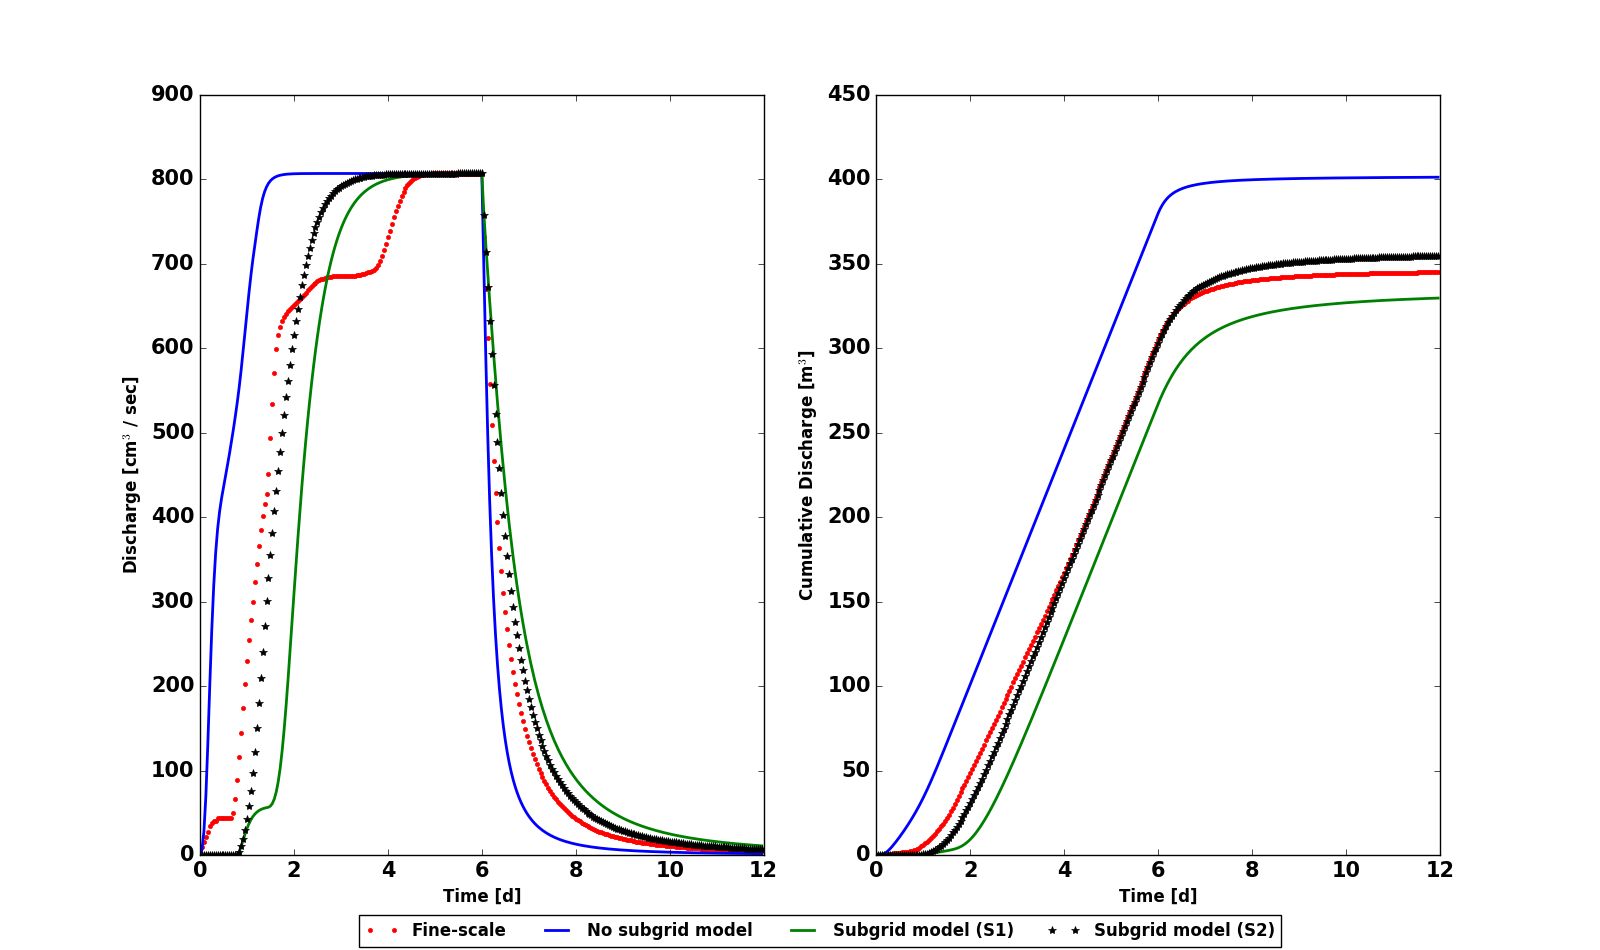 900
800
700
600
500
400
300
200
100
0
Discharge [cm³ / sec]
0 2 4 6 8 10 12
Time [d]
450
400
350
300
250
200
150
100
50
0
Cumulative Discharge [m³]
0 2 4 6 8 10 12
Time [d]
Fine-scale No subgrid model Subgrid model (S1) Subgrid model (S2)